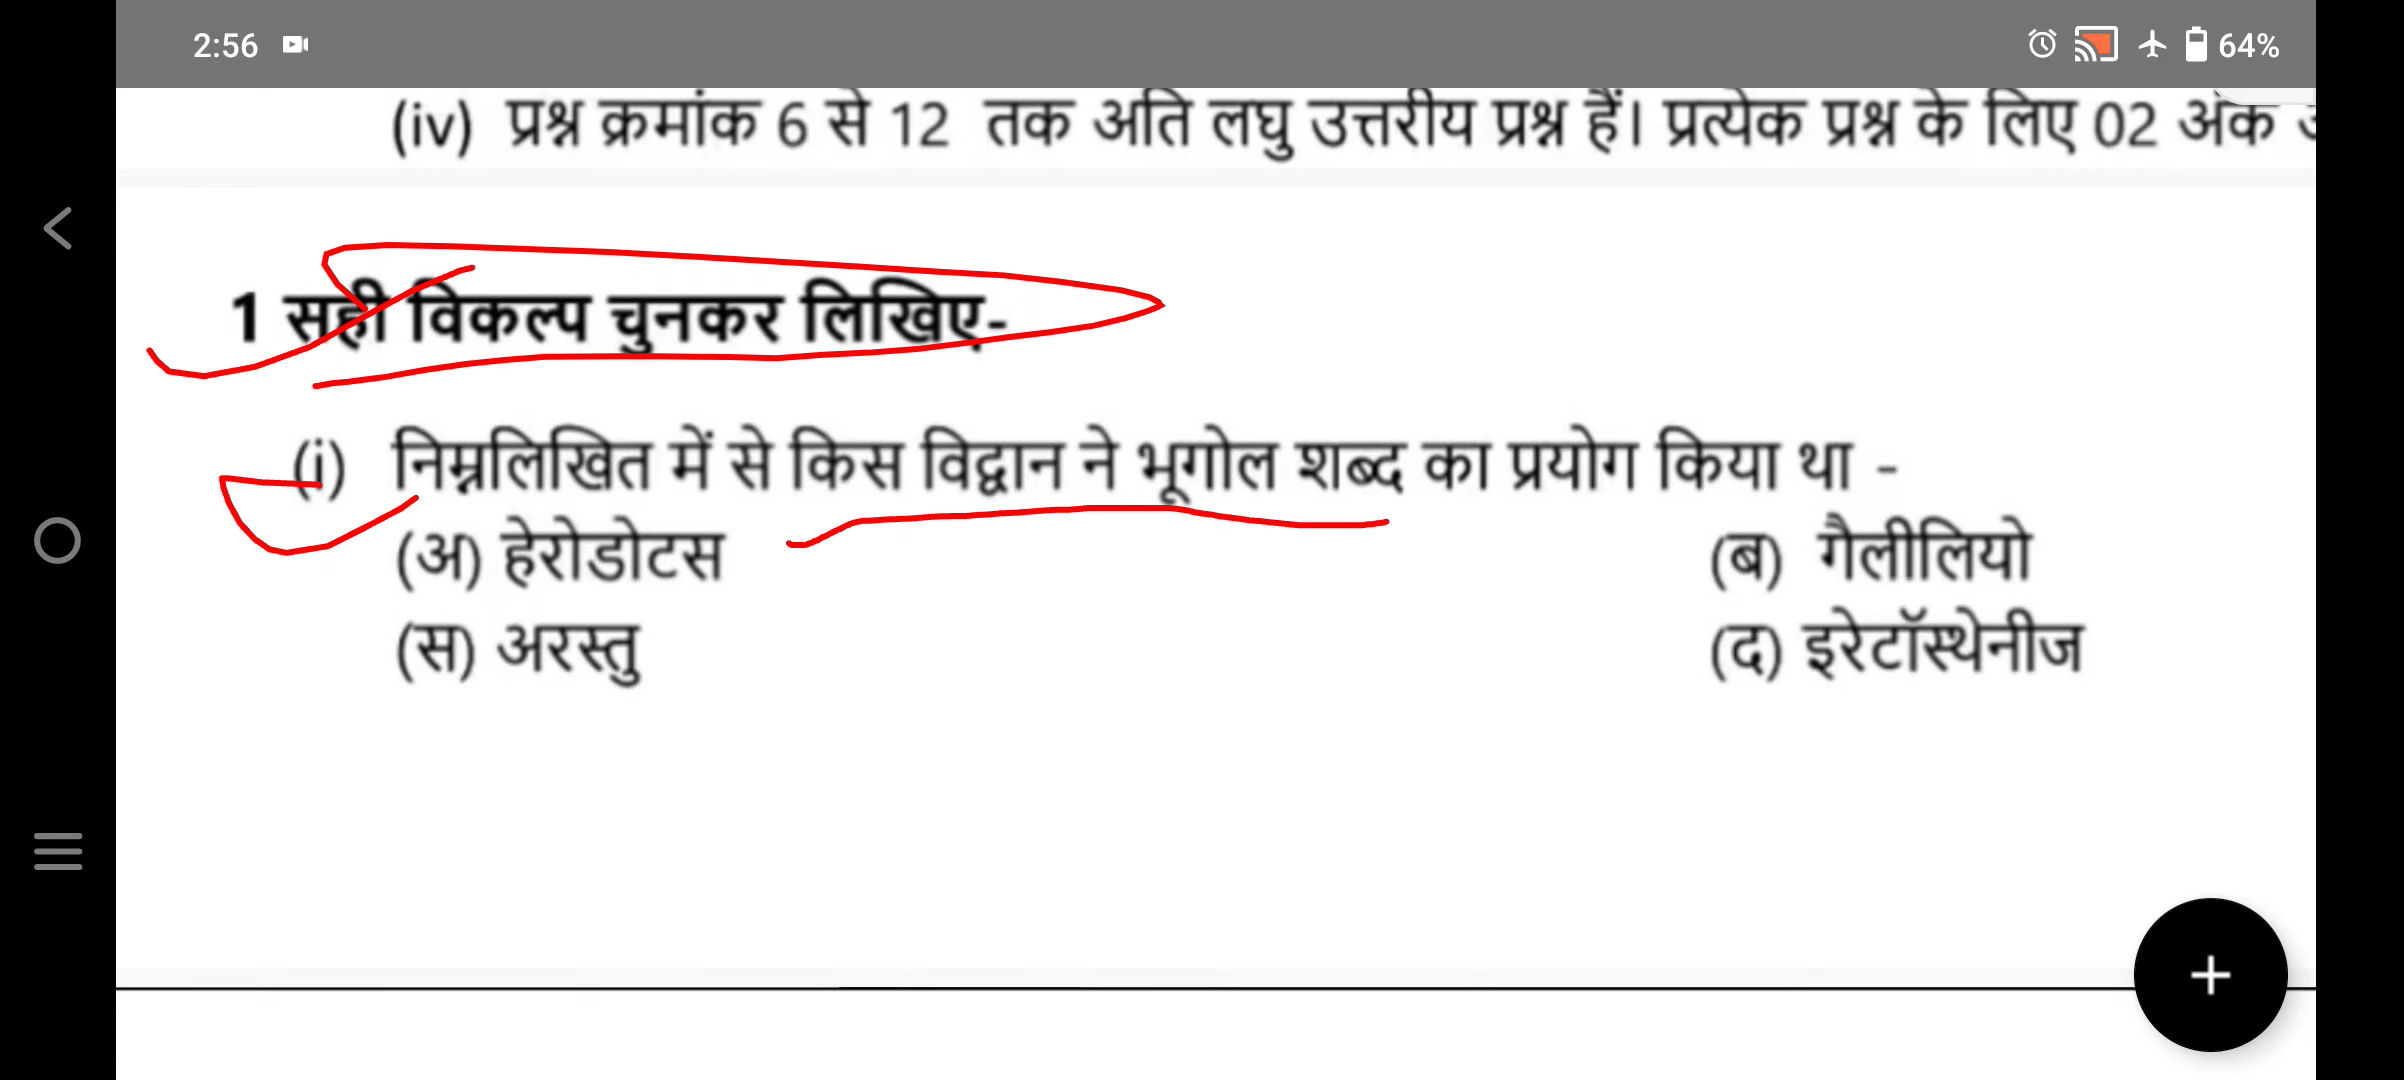 2:56 64%
(iv) प्रश्न क्रमांक 6 से 12 तक अति लघु उत्तरीय प्रश्न हैं। प्रत्येक प्रश्न के लिए 02 अंक
1 सही विकल्प चुनकर लिखिए-
(i) निम्नलिखित में से किस विद्वान ने भूगोल शब्द का प्रयोग किया था -
(अ) हेरोडोटस (ब) गैलीलियो
(स) अरस्तु (द) इरेटॉस्थेनीज